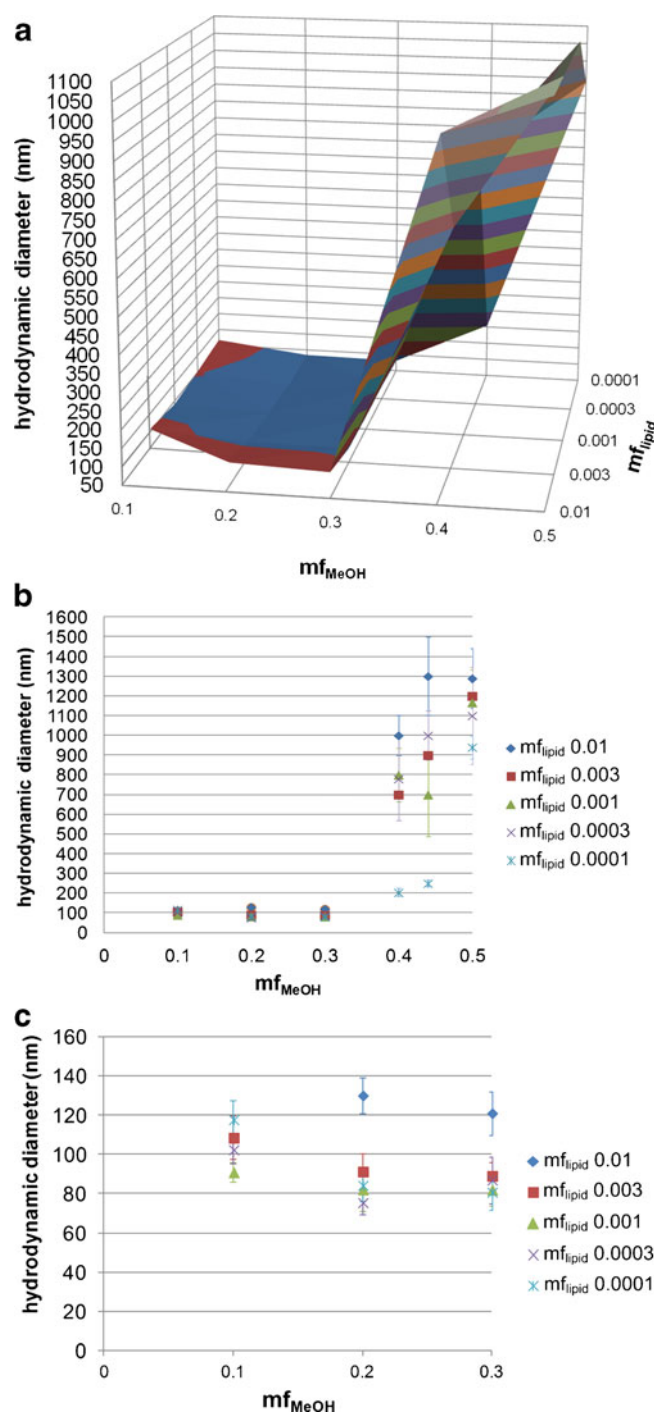 a
hydrodynamic diameter (nm)
1100
1050
1000
950
900
850
800
750
700
650
600
550
500
450
400
350
300
250
200
150
100
50
0.1
0.2
0.3
0.4
0.5
mfMeOH
0.0001
0.0003
0.001
0.003
0.01
mflipid
b
hydrodynamic diameter (nm)
1600
1500
1400
1300
1200
1100
1000
900
800
700
600
500
400
300
200
100
0
0 0.1 0.2 0.3 0.4 0.5
mfMeOH
mflipid 0.01
mflipid 0.003
mflipid 0.001
mflipid 0.0003
mflipid 0.0001
c
hydrodynamic diameter (nm)
160
140
120
100
80
60
40
20
0
0 0.1 0.2 0.3
mfMeOH
mflipid 0.01
mflipid 0.003
mflipid 0.001
mflipid 0.0003
mflipid 0.0001